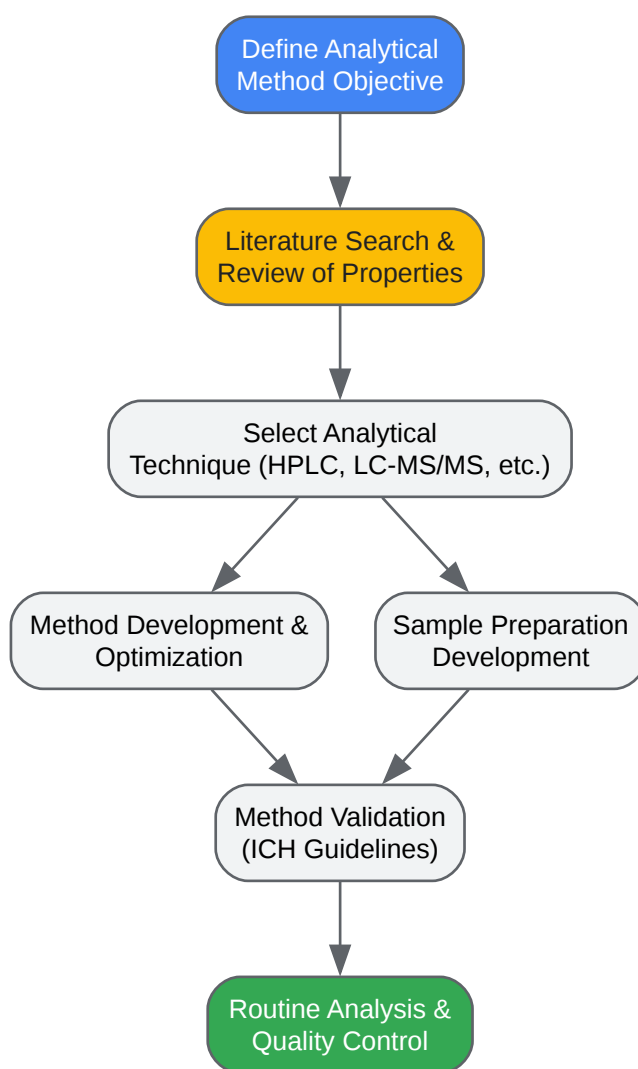 Define Analytical
Method Objective
Literature Search &
Review of Properties
Select Analytical
Technique (HPLC, LC-MS/MS, etc.)
Method Development &
Optimization
Sample Preparation
Development
Method Validation
(ICH Guidelines)
Routine Analysis &
Quality Control